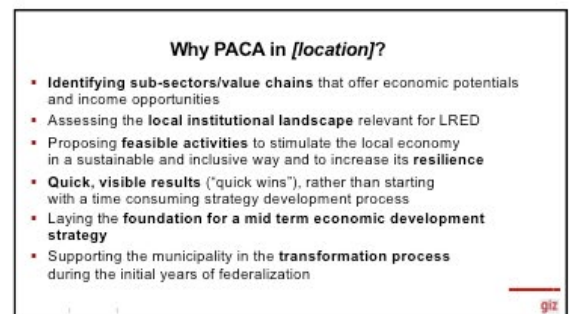 Why PACA in [location]?
▪ Identifying sub-sectors/value chains that offer economic potentials
and income opportunities
▪ Assessing the local institutional landscape relevant for LRED
▪ Proposing feasible activities to stimulate the local economy
in a sustainable and inclusive way and to increase its resilience
▪ Quick, visible results ("quick wins"), rather than starting
with a time consuming strategy development process
▪ Laying the foundation for a mid term economic development
strategy
▪ Supporting the municipality in the transformation process
during the initial years of federalization
giz